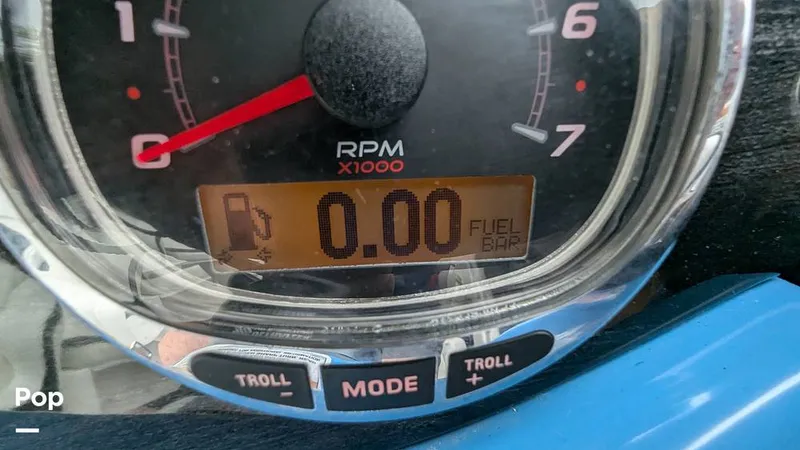 1
6
0
7
RPM
X1000
0.00
FUEL
BAR
TROLL
-
MODE
TROLL
+
Pop